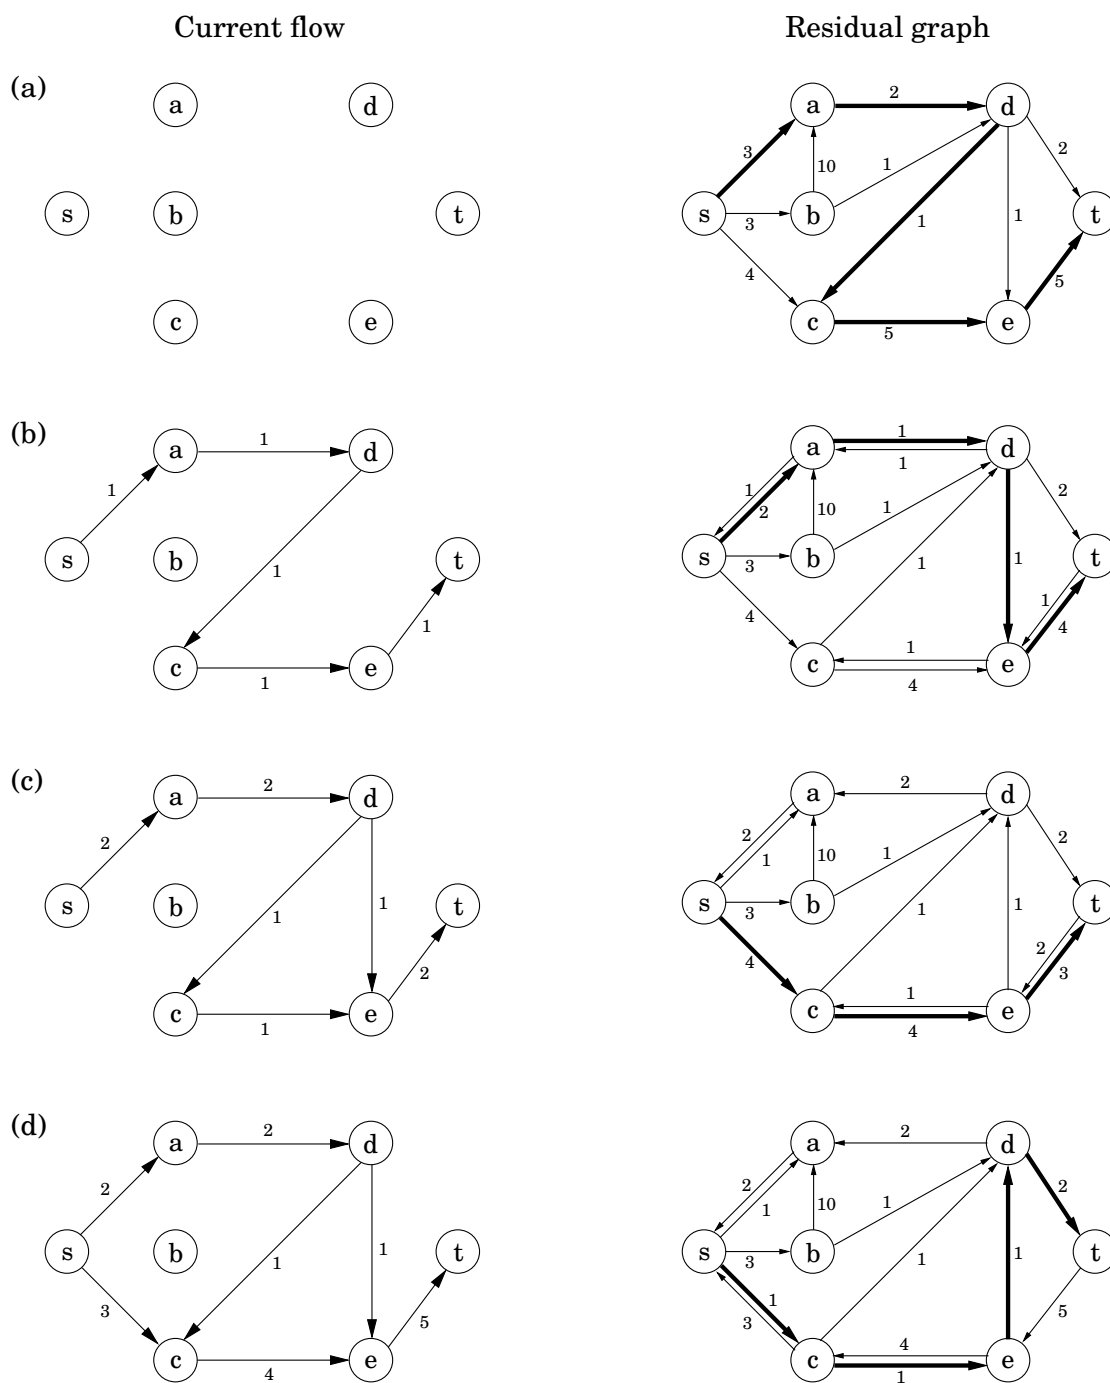 Current flow Residual graph
(a)
a d a 2 d
3 10 1 2
s b t s 3 b 1 1 t
4 5
c e c 5 e
(b)
a 1 d a 1 1 d
1 1 2 10 1 2
s b 1 t s 3 b 1 1 t
1 4 1 4
c 1 e c 1 4 e
(c)
a 2 d a 2 d
2 2 1 10 1 2
s b 1 1 t s 3 b 1 1 t
2 4 2 3
c 1 e c 1 4 e
(d)
a 2 d a 2 d
2 2 1 10 1 2
s b 1 1 t s 3 b 1 1 t
3 5 1 3 5
c 4 e c 4 1 e